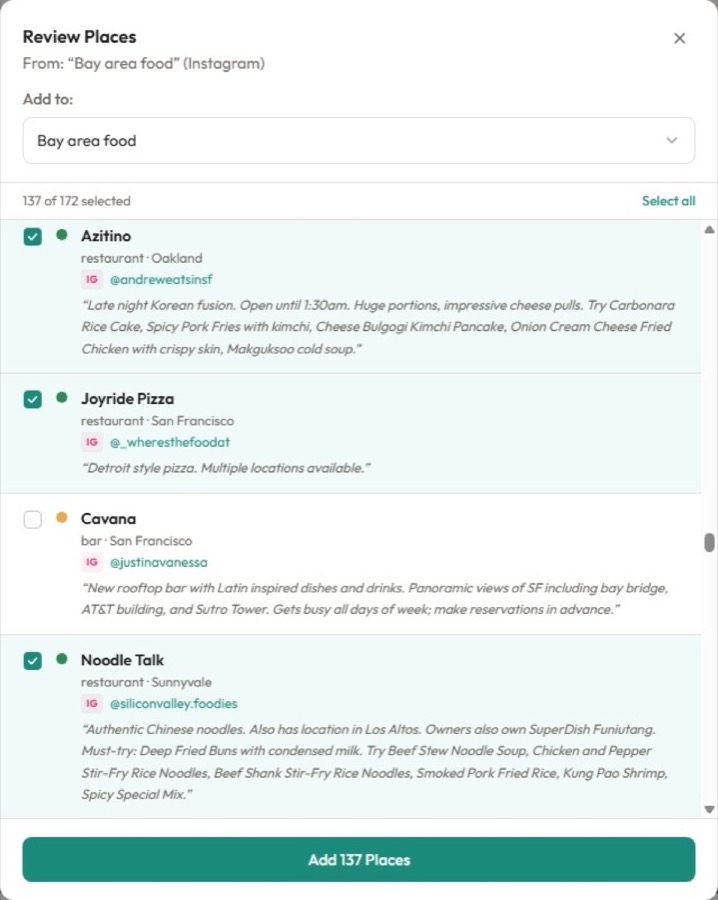 Review Places
From: “Bay area food” (Instagram)
Add to:
Bay area food
137 of 172 selected
Select all
Azitino
restaurant · Oakland
IG @andreweatsinsf
“Late night Korean fusion. Open until 1:30am. Huge portions, impressive cheese pulls. Try Carbonara
Rice Cake, Spicy Pork Fries with kimchi, Cheese Bulgogi Kimchi Pancake, Onion Cream Cheese Fried
Chicken with crispy skin, Makguksoo cold soup.”
Joyride Pizza
restaurant · San Francisco
IG @_wheresthefoodat
“Detroit style pizza. Multiple locations available.”
Cavana
bar · San Francisco
IG @justinavanessa
“New rooftop bar with Latin inspired dishes and drinks. Panoramic views of SF including bay bridge,
AT&T building, and Sutro Tower. Gets busy all days of week; make reservations in advance.”
Noodle Talk
restaurant · Sunnyvale
IG @siliconvalley.foodies
“Authentic Chinese noodles. Also has location in Los Altos. Owners also own SuperDish Funiutang.
Must-try: Deep Fried Buns with condensed milk. Try Beef Stew Noodle Soup, Chicken and Pepper
Stir-Fry Rice Noodles, Beef Shank Stir-Fry Rice Noodles, Smoked Pork Fried Rice, Kung Pao Shrimp,
Spicy Special Mix.”
Add 137 Places